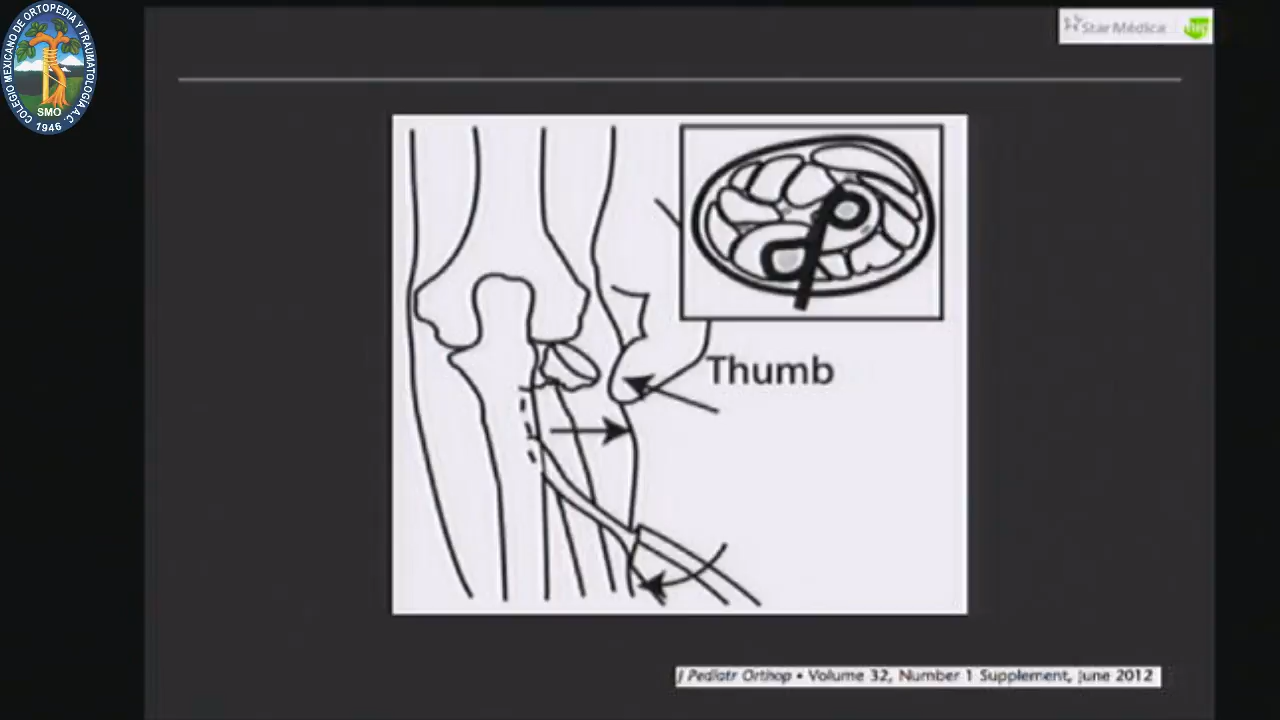 COLEGIO MEXICANO DE ORTOPEDIA Y TRAUMATOLOGIA A.C.
SMO
1946
Star Médica
Thumb
J Pediatr Orthop • Volume 32, Number 1 Supplement, June 2012